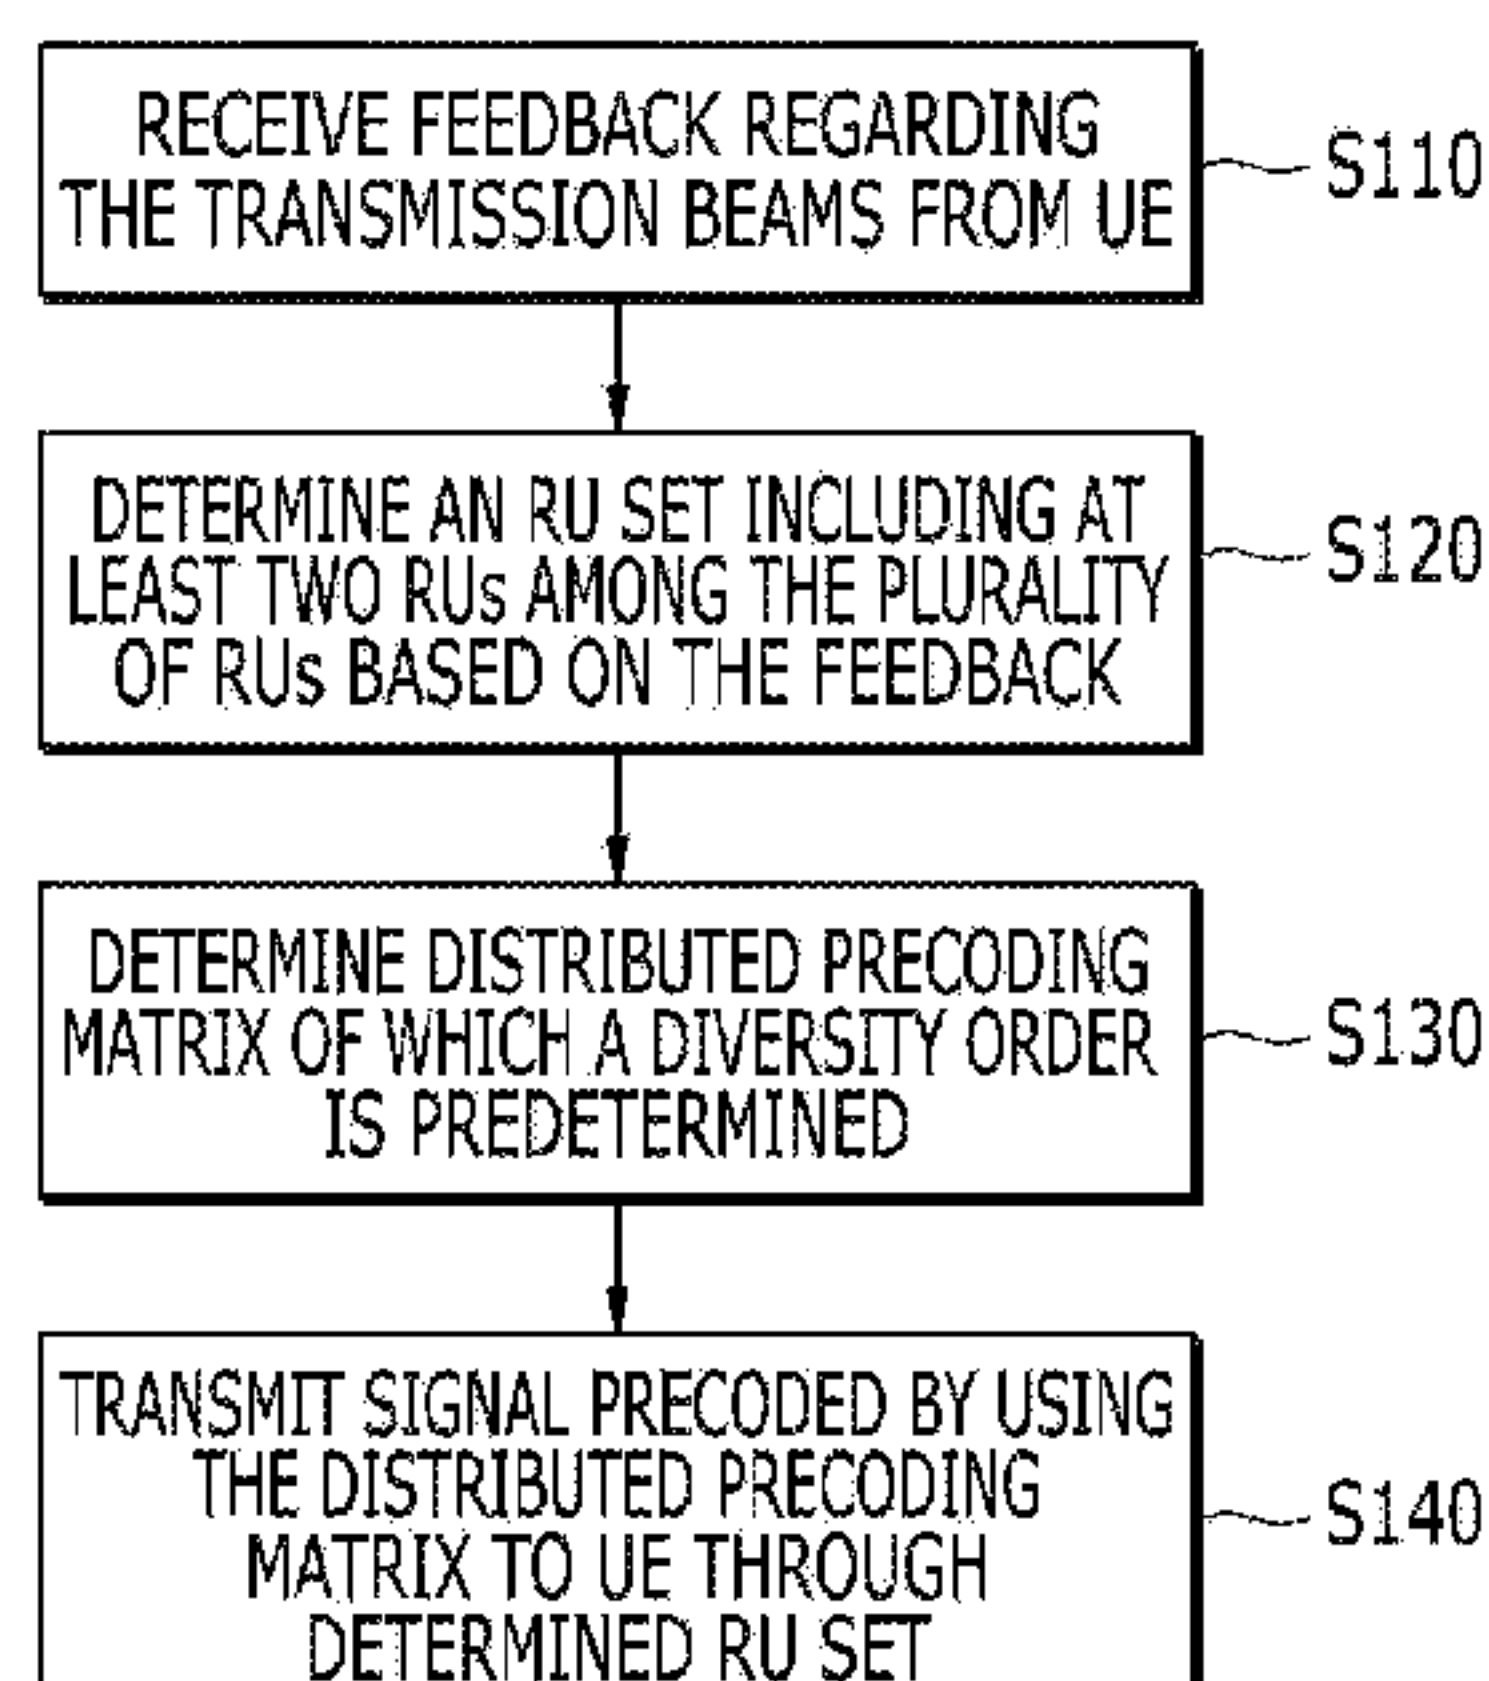 RECEIVE FEEDBACK REGARDING
THE TRANSMISSION BEAMS FROM UE
S110
DETERMINE AN RU SET INCLUDING AT
LEAST TWO RUs AMONG THE PLURALITY
OF RUs BASED ON THE FEEDBACK
S120
DETERMINE DISTRIBUTED PRECODING
MATRIX OF WHICH A DIVERSITY ORDER
IS PREDETERMINED
S130
TRANSMIT SIGNAL PRECODED BY USING
THE DISTRIBUTED PRECODING
MATRIX TO UE THROUGH
DETERMINED RU SET
S140